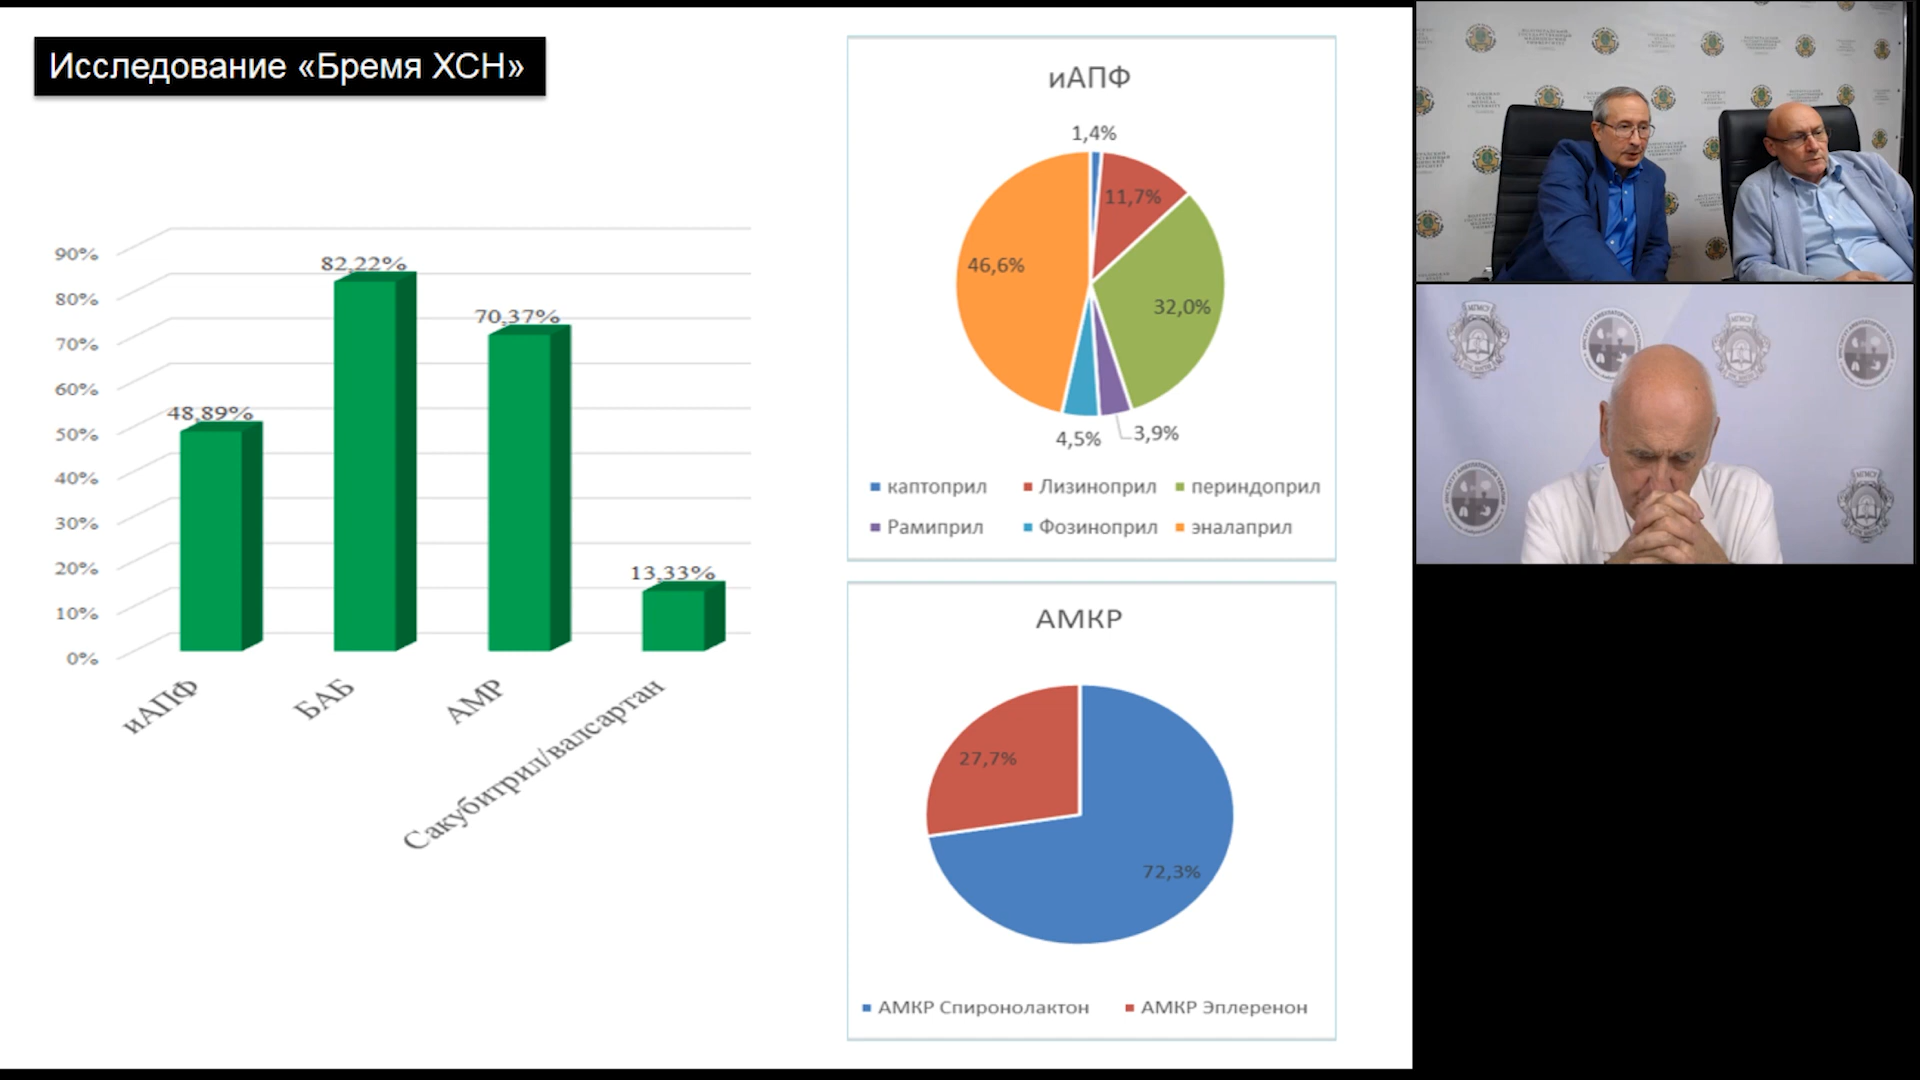 Исследование «Бремя ХСН»
90%
80%
70%
60%
50%
40%
30%
20%
10%
0%
48,89%
82,22%
70,37%
13,33%
иАПФ
БАБ
АМР
Сакубитрил/валсартан
иАПФ
1,4%
11,7%
46,6%
32,0%
4,5%
3,9%
каптоприл Лизиноприл периндоприл
Рамиприл Фозиноприл эналаприл
АМКР
27,7%
72,3%
АМКР Спиронолактон АМКР Эплеренон